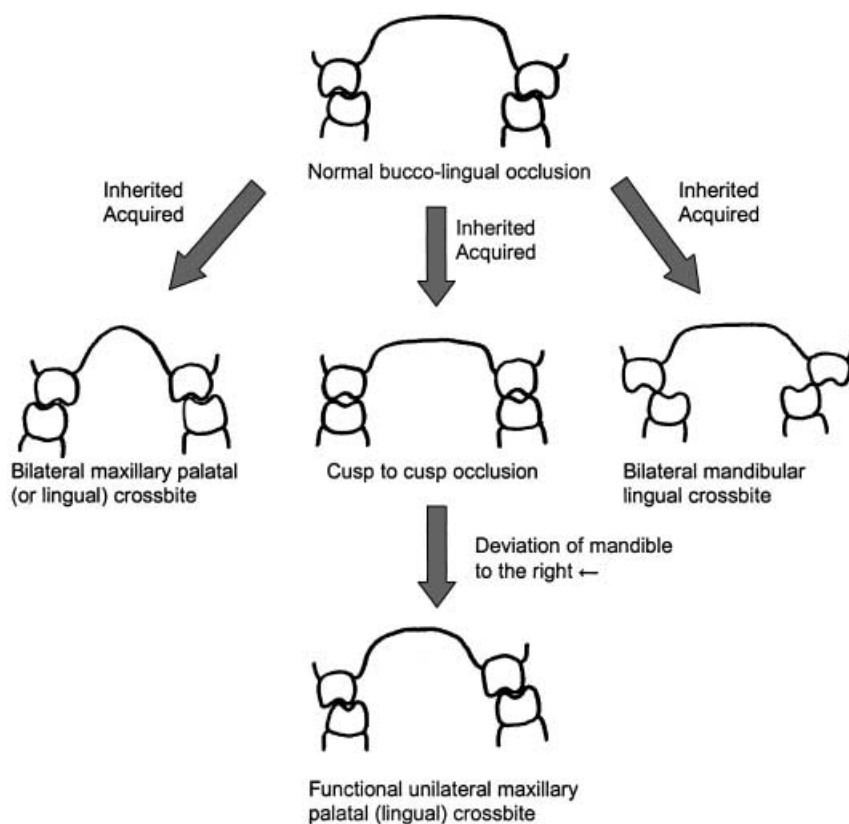 Normal bucco-lingual occlusion
Inherited
Acquired
Inherited
Acquired
Inherited
Acquired
Bilateral maxillary palatal
(or lingual) crossbite
Cusp to cusp occlusion
Bilateral mandibular
lingual crossbite
Deviation of mandible
to the right ←
Functional unilateral maxillary
palatal (lingual) crossbite